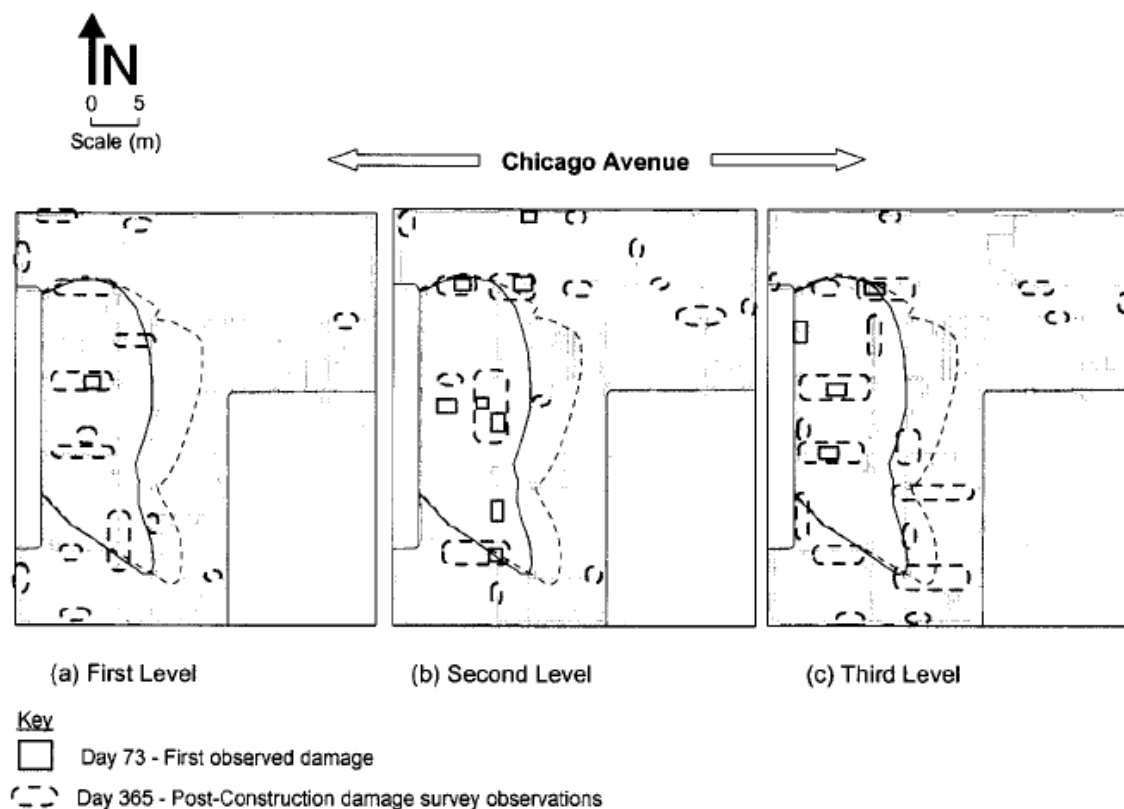 N
0 5
Scale (m)
Chicago Avenue
(a) First Level
(b) Second Level
(c) Third Level
Key
Day 73 - First observed damage
Day 365 - Post-Construction damage survey observations